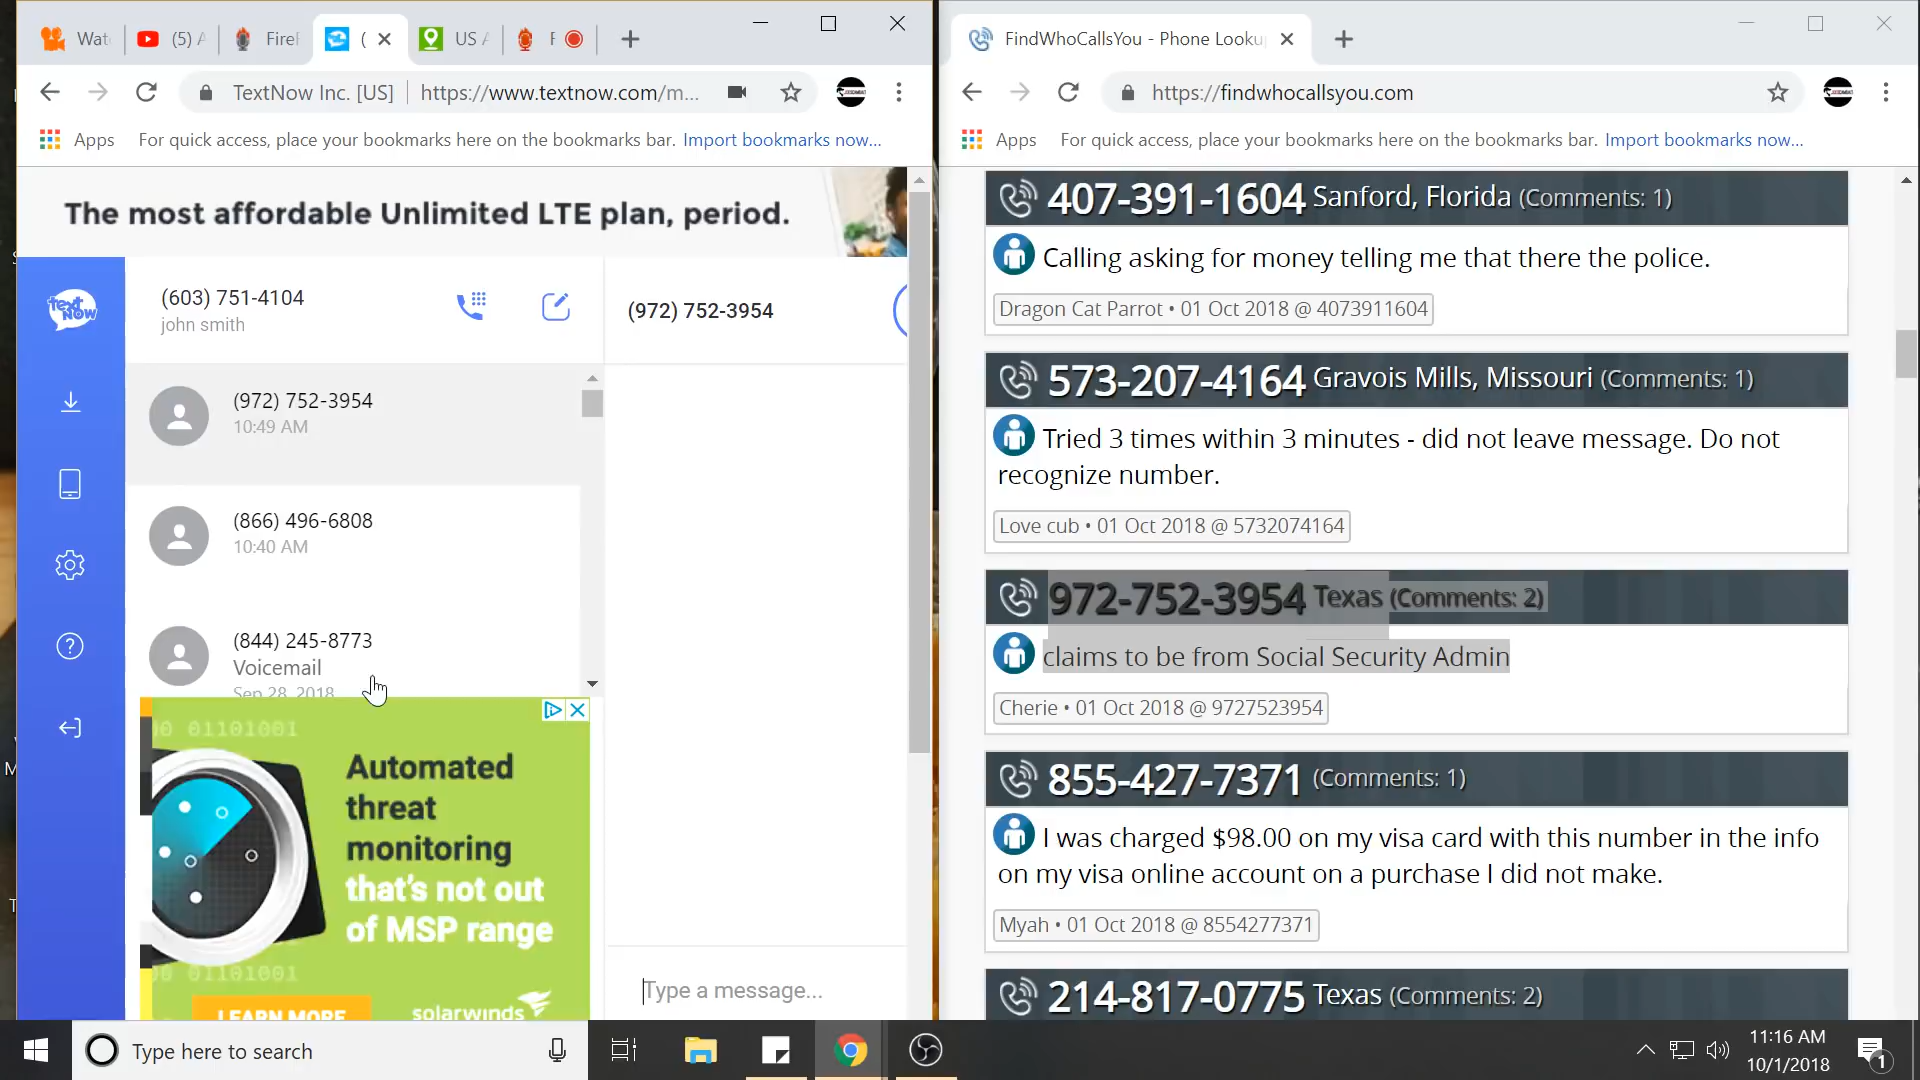 Wat
(5) A
FireF
(
US A
F
TextNow Inc. [US]
https://www.textnow.com/m...
Apps
For quick access, place your bookmarks here on the bookmarks bar. Import bookmarks now...
The most affordable Unlimited LTE plan, period.
text now
(603) 751-4104
john smith
(972) 752-3954
(972) 752-3954
10:49 AM
(866) 496-6808
10:40 AM
(844) 245-8773
Voicemail
Sep 28, 2018
01101001
Automated
threat
monitoring
that's not out
of MSP range
01101001
LEARN MORE
solarwinds
Type a message...
FindWhoCallsYou - Phone Looku
https://findwhocallsyou.com
Apps
For quick access, place your bookmarks here on the bookmarks bar. Import bookmarks now...
407-391-1604 Sanford, Florida (Comments: 1)
Calling asking for money telling me that there the police.
Dragon Cat Parrot • 01 Oct 2018 @ 4073911604
573-207-4164 Gravois Mills, Missouri (Comments: 1)
Tried 3 times within 3 minutes - did not leave message. Do not
recognize number.
Love cub • 01 Oct 2018 @ 5732074164
972-752-3954 Texas (Comments: 2)
claims to be from Social Security Admin
Cherie • 01 Oct 2018 @ 9727523954
855-427-7371 (Comments: 1)
I was charged $98.00 on my visa card with this number in the info
on my visa online account on a purchase I did not make.
Myah • 01 Oct 2018 @ 8554277371
214-817-0775 Texas (Comments: 2)
Type here to search
11:16 AM
10/1/2018
1